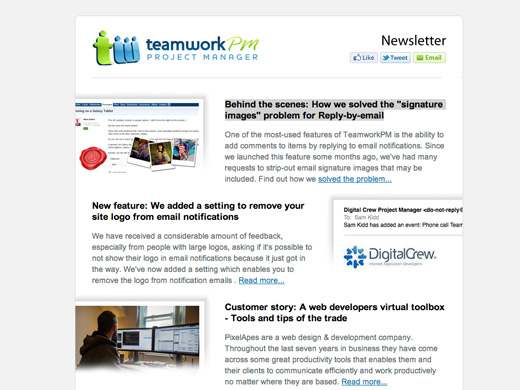 teamworkPM
PROJECT MANAGER
Newsletter
Like
Tweet
Email
Behind the scenes: How we solved the "signature
images" problem for Reply-by-email
One of the most-used features of TeamworkPM is the ability to
add comments to items by replying to email notifications. Since
we launched this feature some months ago, we've had many
requests to strip-out email signature images that may be
included. Find out how we solved the problem...
New feature: We added a setting to remove your
site logo from email notifications
We have received a considerable amount of feedback,
especially from people with large logos, asking if it's possible to
not show their logo in email notifications because it just got in
the way. We've now added a setting which enables you to
remove the logo from notification emails . Read more...
Digital Crew Project Manager <do-not-reply@
To: Sam Kidd
Sam Kidd has added an event: Phone call Team
DigitalCrew
Internet Application Developers
Customer story: A web developers virtual toolbox
- Tools and tips of the trade
PixelApes are a web design & development company.
Throughout the last seven years in business they have come
across some great productivity tools that enables them and
their clients to communicate efficiently and work productively
no matter where they are based. Read more...